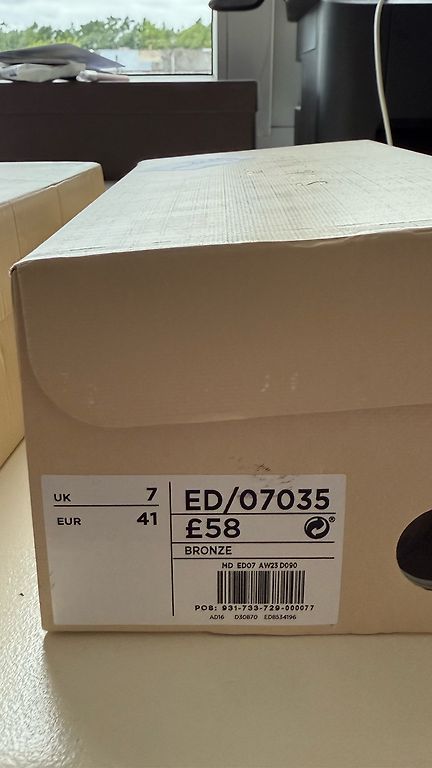 UK 7
EUR 41
ED/07035
£58
®
BRONZE
MD ED07 AW23 D090
POS: 931-733-729-000077
AD16 D30870 ED8534196